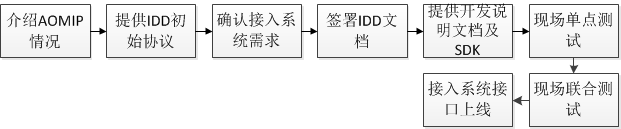 介绍AOMIP
情况
提供IDD初
始协议
确认接入系
统需求
签署IDD文
档
提供开发说
明文档及
SDK
现场单点测
试
现场联合测
试
接入系统接
口上线